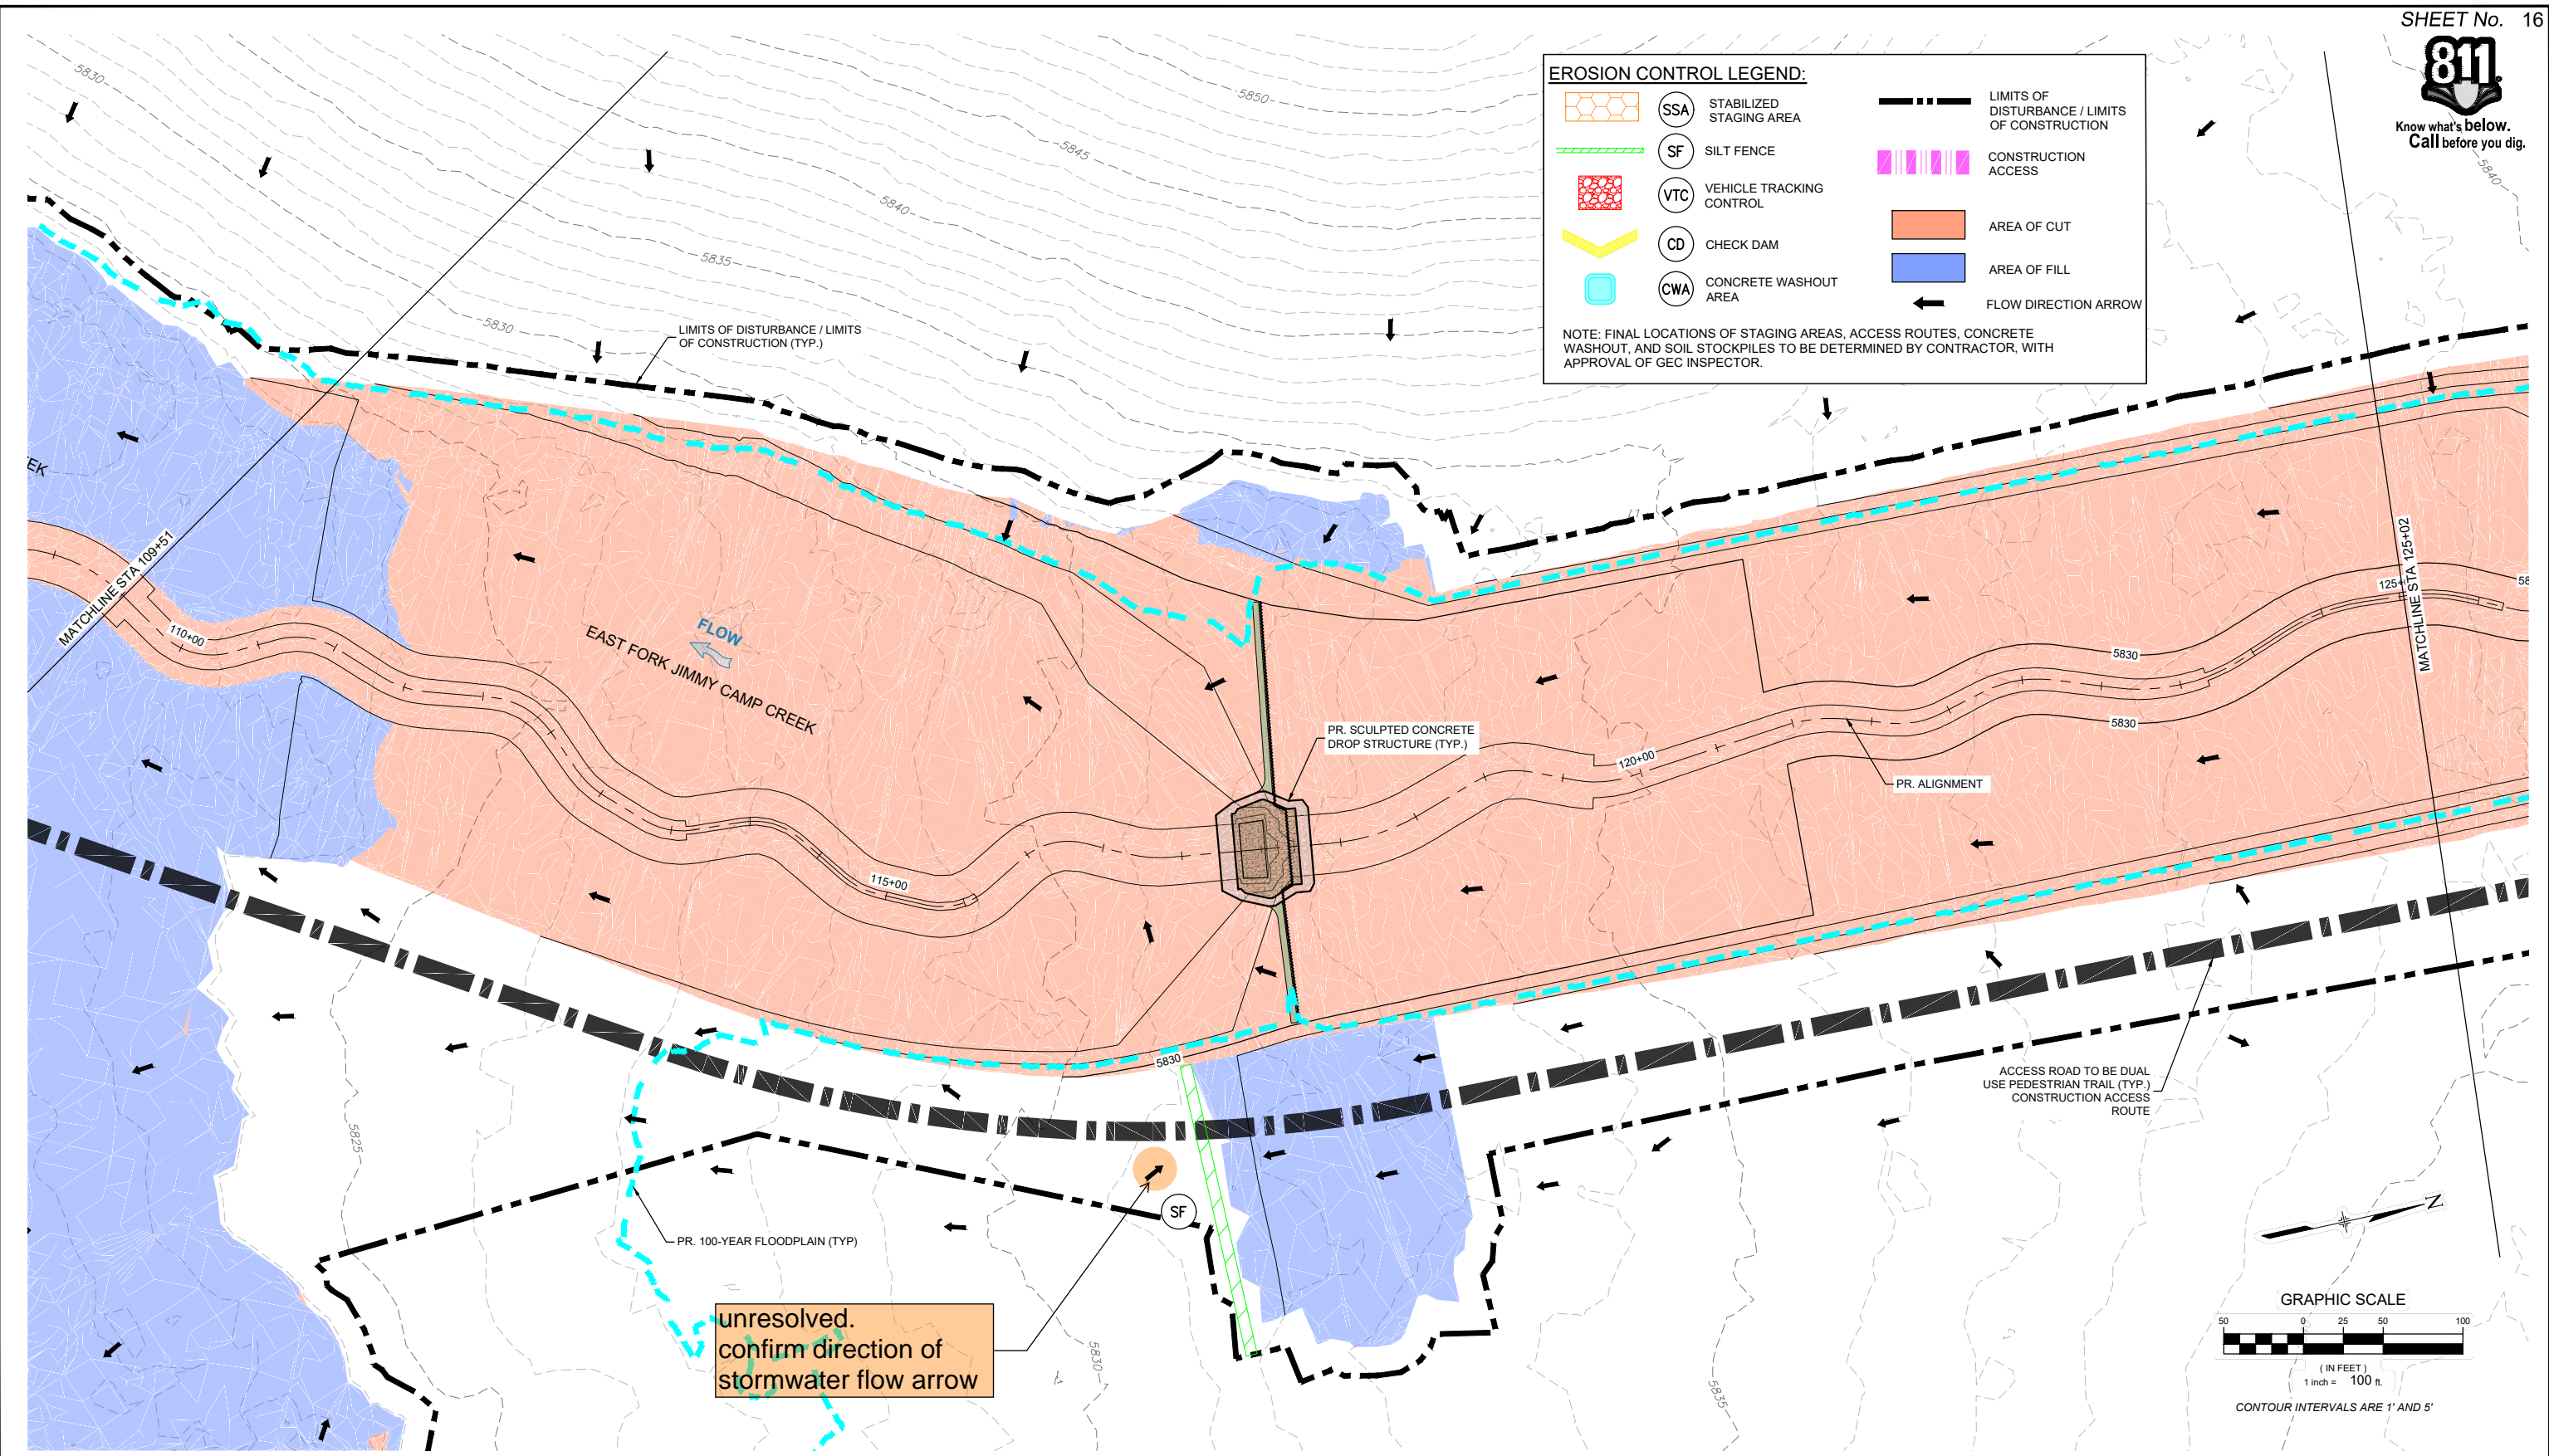 SHEET No. 16
811
Know what's below.
Call before you dig.
EROSION CONTROL LEGEND:
SSA
STABILIZED
STAGING AREA
SF
SILT FENCE
VTC
VEHICLE TRACKING
CONTROL
CD
CHECK DAM
CWA
CONCRETE WASHOUT
AREA
LIMITS OF
DISTURBANCE / LIMITS
OF CONSTRUCTION
CONSTRUCTION
ACCESS
AREA OF CUT
AREA OF FILL
FLOW DIRECTION ARROW
NOTE: FINAL LOCATIONS OF STAGING AREAS, ACCESS ROUTES, CONCRETE
WASHOUT, AND SOIL STOCKPILES TO BE DETERMINED BY CONTRACTOR, WITH
APPROVAL OF GEC INSPECTOR.
5830
5850
5845
5840
5835
5830
5840
LIMITS OF DISTURBANCE / LIMITS
OF CONSTRUCTION (TYP.)
EEK
MATCHLINE STA 109+51
110+00
FLOW
EAST FORK JIMMY CAMP CREEK
PR. SCULPTED CONCRETE
DROP STRUCTURE (TYP.)
115+00
120+00
5830
5830
PR. ALIGNMENT
125+
58
MATCHLINE STA 125+02
5830
ACCESS ROAD TO BE DUAL
USE PEDESTRIAN TRAIL (TYP.)
CONSTRUCTION ACCESS
ROUTE
5825
SF
PR. 100-YEAR FLOODPLAIN (TYP)
unresolved.
confirm direction of
stormwater flow arrow
5830
5835
N
GRAPHIC SCALE
50 0 25 50 100
( IN FEET )
1 inch = 100 ft.
CONTOUR INTERVALS ARE 1' AND 5'